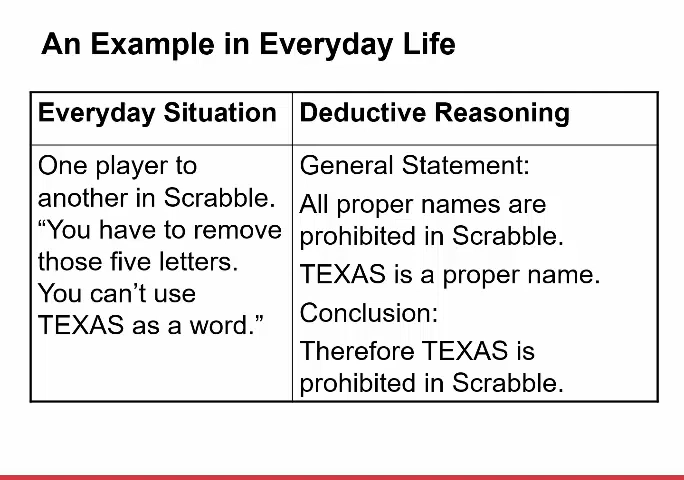 An Example in Everyday Life
Everyday Situation
Deductive Reasoning
One player to
another in Scrabble.
“You have to remove
those five letters.
You can’t use
TEXAS as a word.”
General Statement:
All proper names are
prohibited in Scrabble.
TEXAS is a proper name.
Conclusion:
Therefore TEXAS is
prohibited in Scrabble.